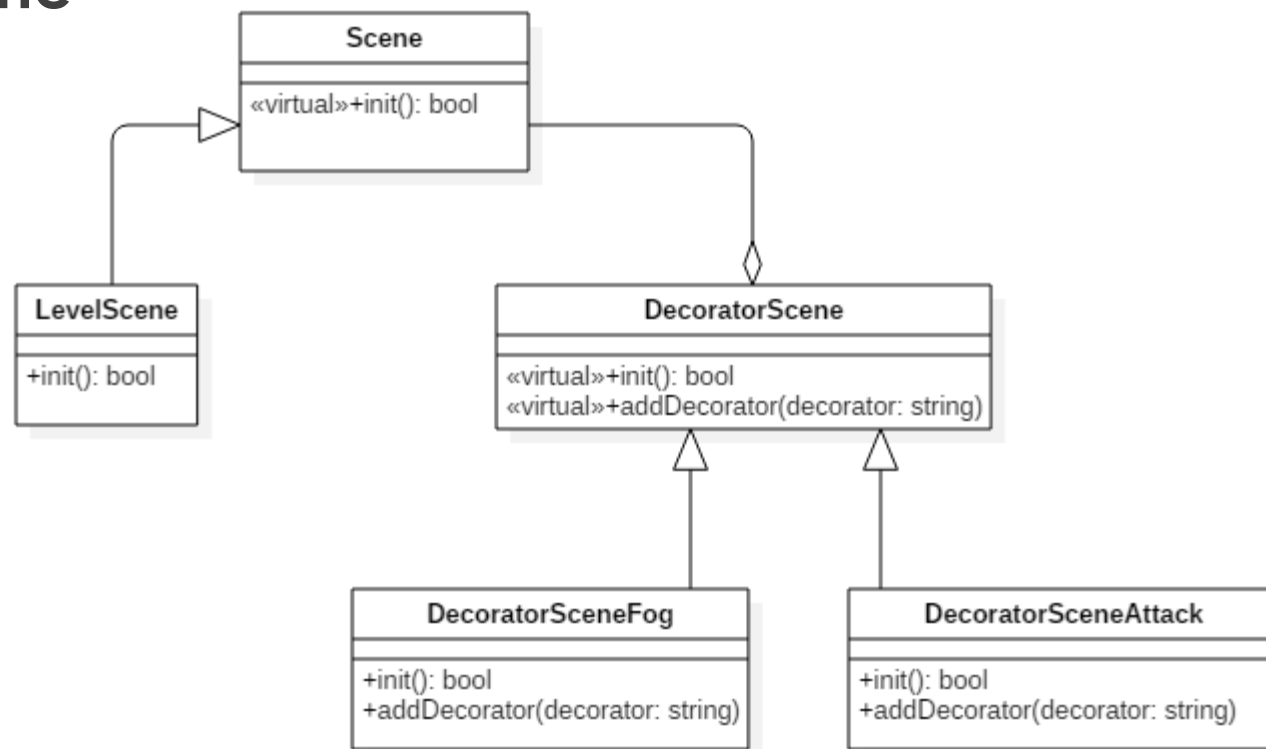 Scene
«virtual»+init(): bool
LevelScene
+init(): bool
DecoratorScene
«virtual»+init(): bool
«virtual»+addDecorator(decorator: string)
DecoratorSceneFog
+init(): bool
+addDecorator(decorator: string)
DecoratorSceneAttack
+init(): bool
+addDecorator(decorator: string)